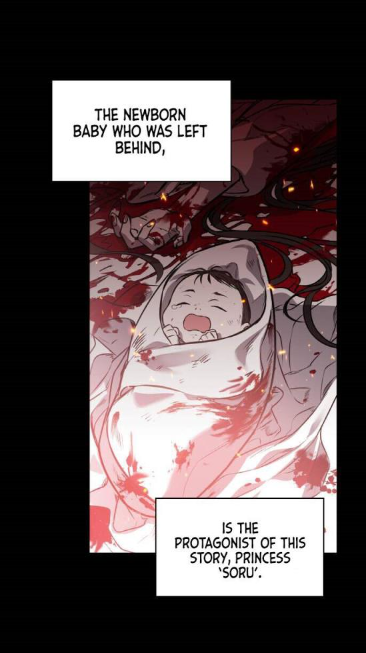 THE NEWBORN
BABY WHO WAS LEFT
BEHIND,
IS THE
PROTAGONIST OF THIS
STORY, PRINCESS
'SORU'.